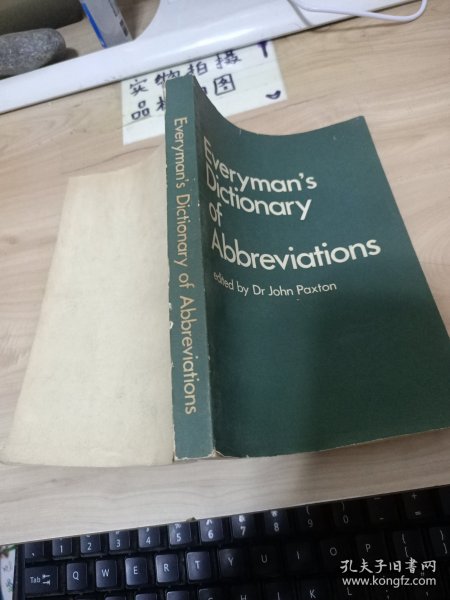 实物拍摄
品相如图
Everyman's Dictionary of Abbreviations
Everyman's
Dictionary
of
Abbreviations
edited by Dr John Paxton
Tab
孔夫子旧书网
www.kongfz.com